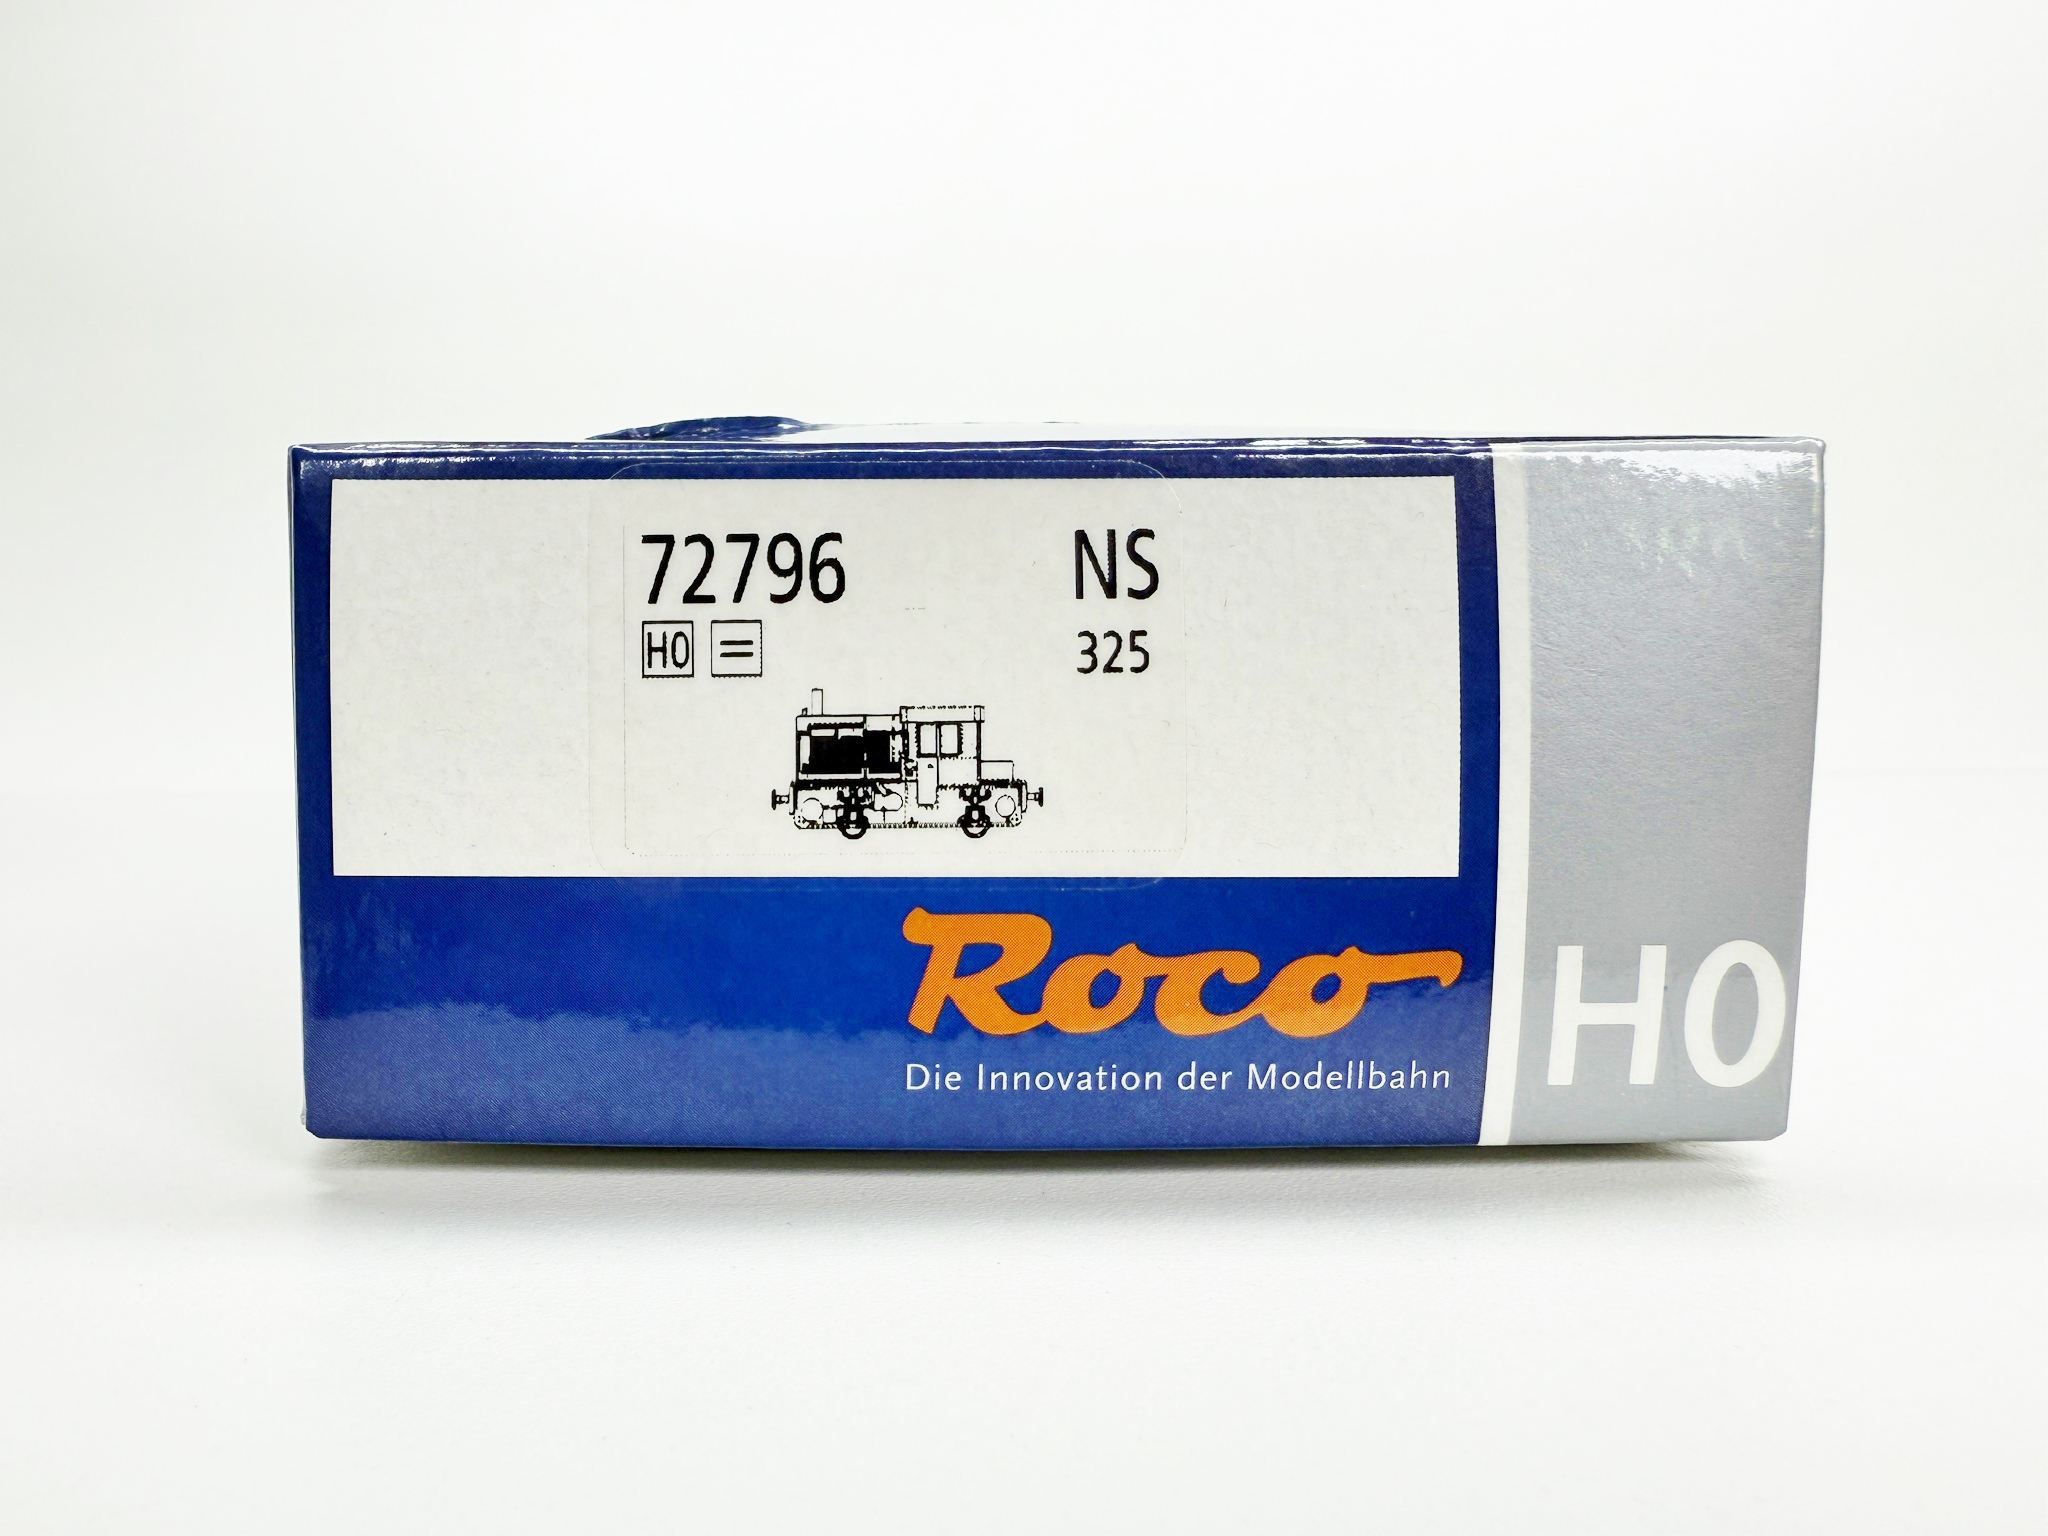 72796 NS
H0 = 325
Roco
Die Innovation der Modellbahn
H0